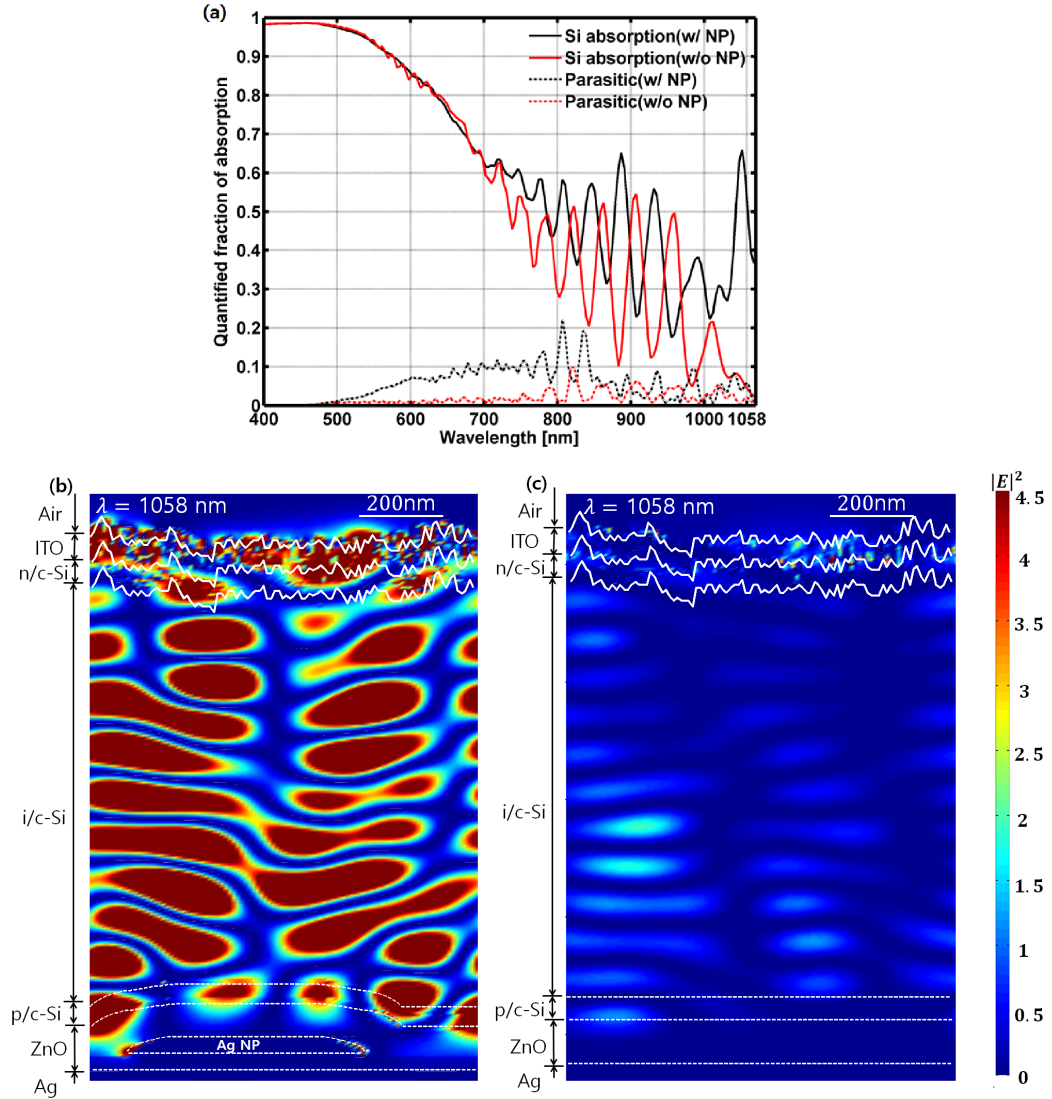 (a)
1
0.9
0.8
0.7
0.6
0.5
0.4
0.3
0.2
0.1
0
Quantified fraction of absorption
Si absorption(w/ NP)
Si absorption(w/o NP)
Parasitic(w/ NP)
Parasitic(w/o NP)
400 500 600 700 800 900 1000 1058
Wavelength [nm]
(b)
λ = 1058 nm
200nm
Air
ITO
n/c-Si
i/c-Si
p/c-Si
ZnO
Ag
Ag NP
(c)
λ = 1058 nm
200nm
Air
ITO
n/c-Si
i/c-Si
p/c-Si
ZnO
Ag
|E|²
4.5
4
3
2.5
2
1.5
1
0.5
0